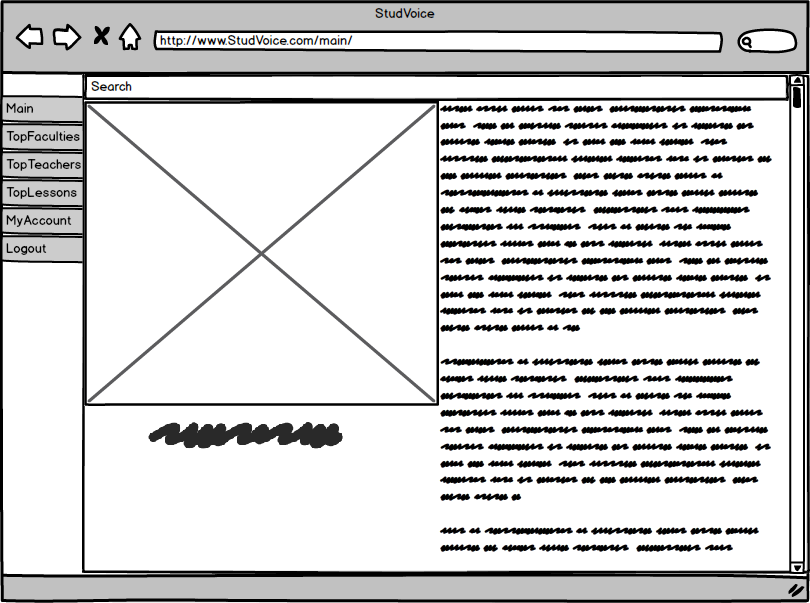 StudVoice
http://www.StudVoice.com/main/
Search
Main
TopFaculties
TopTeachers
TopLessons
MyAccount
Logout